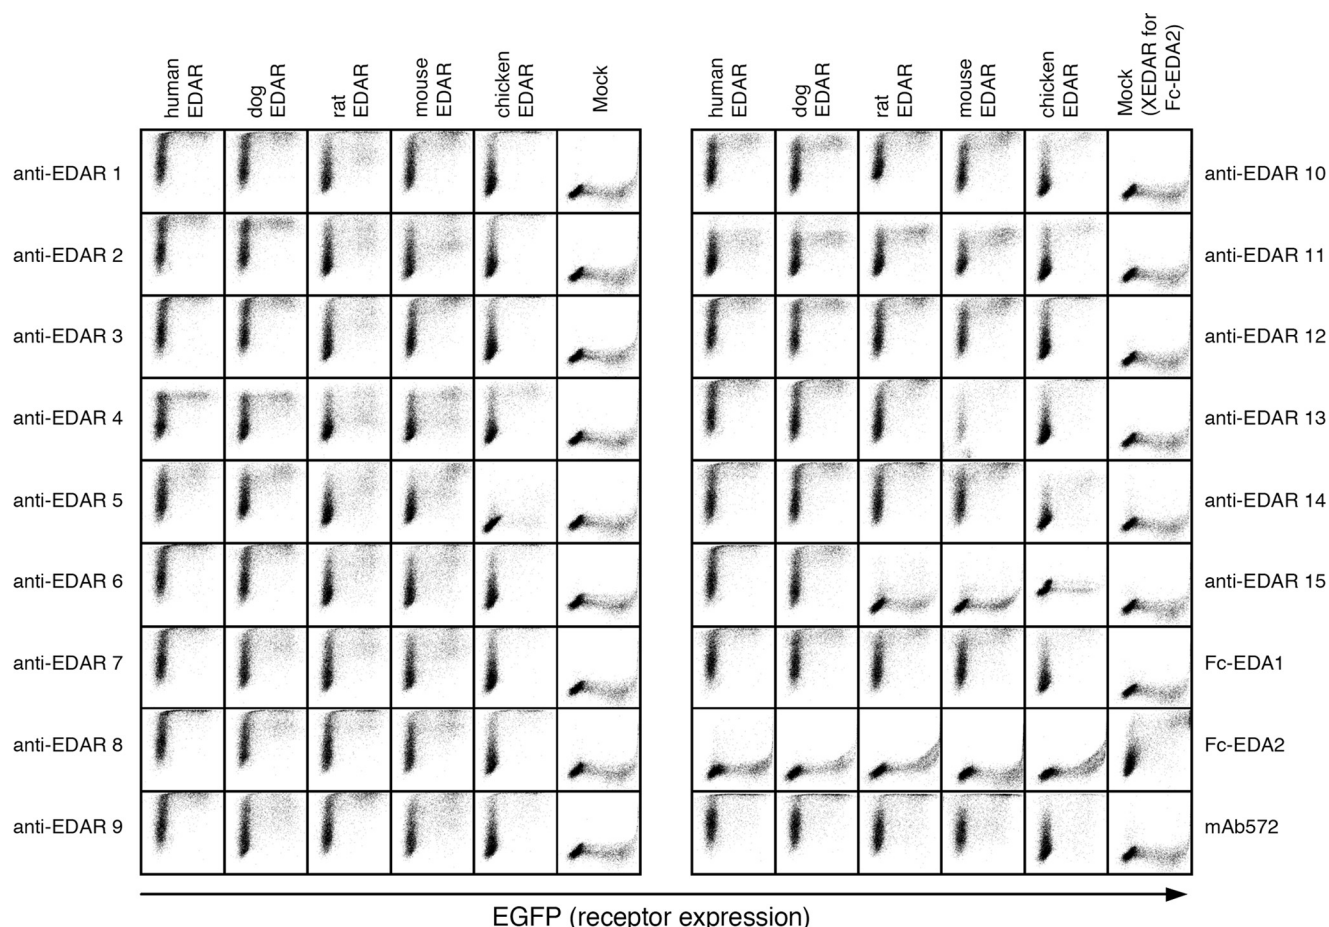 human
EDAR
dog
EDAR
rat
EDAR
mouse
EDAR
chicken
EDAR
Mock
human
EDAR
dog
EDAR
rat
EDAR
mouse
EDAR
chicken
EDAR
Mock
(XEDAR for
Fc-EDA2)
anti-EDAR 1
anti-EDAR 2
anti-EDAR 3
anti-EDAR 4
anti-EDAR 5
anti-EDAR 6
anti-EDAR 7
anti-EDAR 8
anti-EDAR 9
anti-EDAR 10
anti-EDAR 11
anti-EDAR 12
anti-EDAR 13
anti-EDAR 14
anti-EDAR 15
Fc-EDA1
Fc-EDA2
mAb572
EGFP (receptor expression)